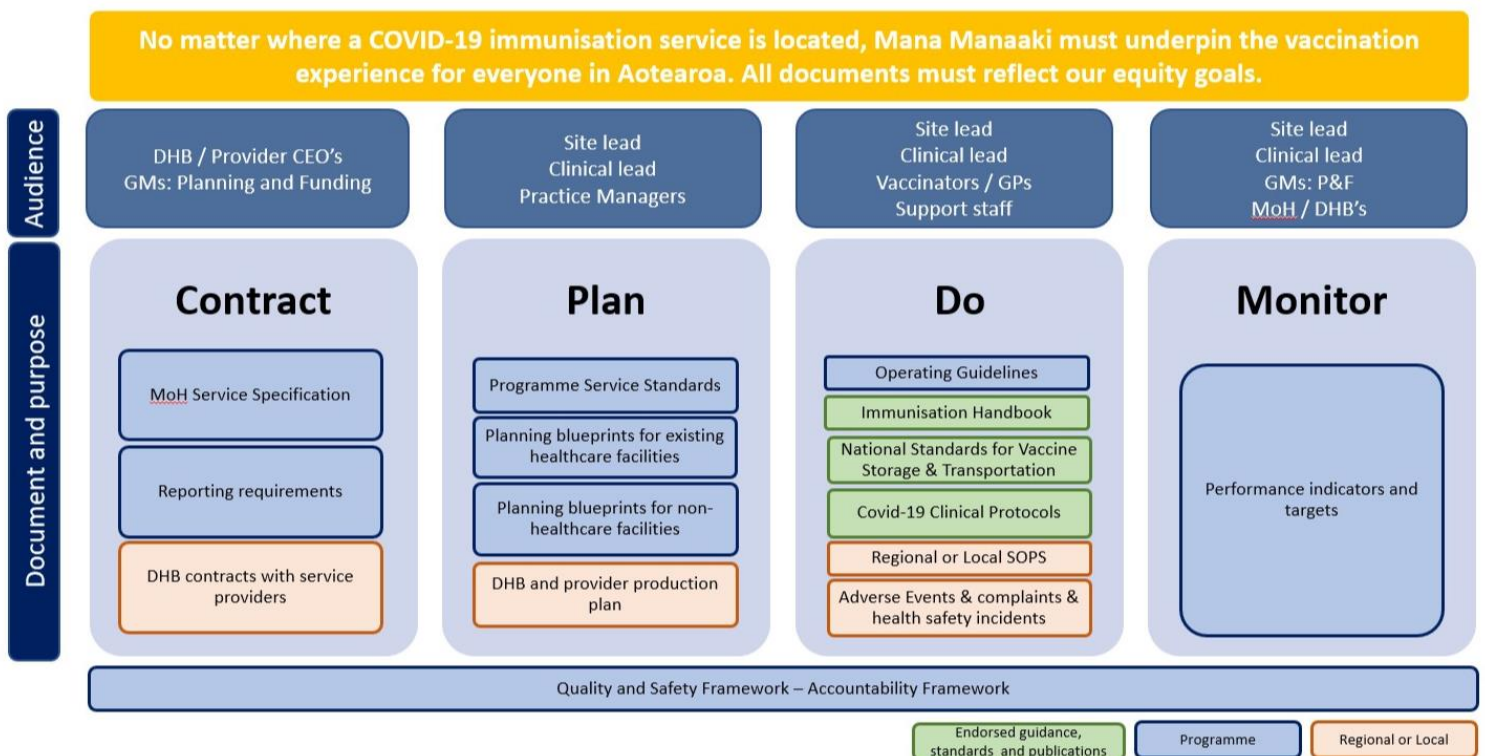 No matter where a COVID-19 immunisation service is located, Mana Manaaki must underpin the vaccination
experience for everyone in Aotearoa. All documents must reflect our equity goals.
Audience
DHB / Provider CEO’s
GMs: Planning and Funding
Site lead
Clinical lead
Practice Managers
Site lead
Clinical lead
Vaccinators / GPs
Support staff
Site lead
Clinical lead
GMs: P&F
MoH / DHB’s
Document and purpose
Contract
MoH Service Specification
Reporting requirements
DHB contracts with service
providers
Plan
Programme Service Standards
Planning blueprints for existing
healthcare facilities
Planning blueprints for non-
healthcare facilities
DHB and provider production
plan
Do
Operating Guidelines
Immunisation Handbook
National Standards for Vaccine
Storage & Transportation
Covid-19 Clinical Protocols
Regional or Local SOPS
Adverse Events & complaints &
health safety incidents
Monitor
Performance indicators and
targets
Quality and Safety Framework – Accountability Framework
Endorsed guidance,
standards and publications
Programme
Regional or Local